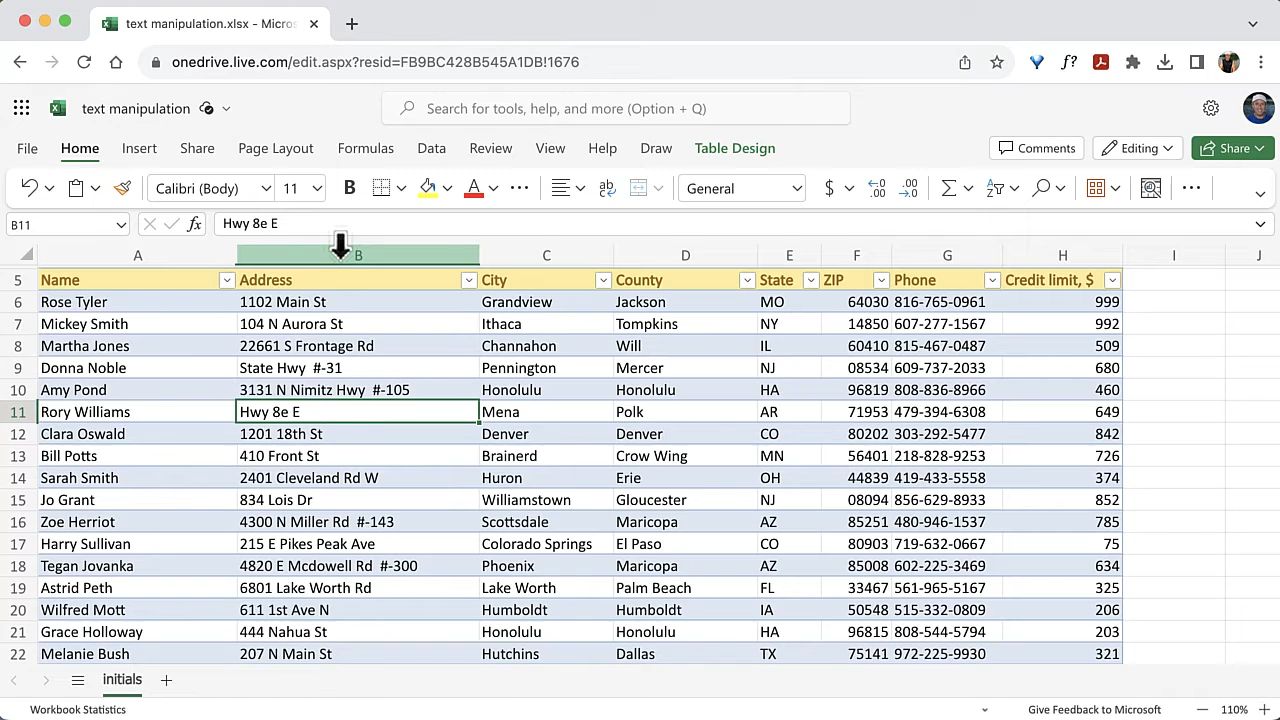 text manipulation.xlsx - Micros
onedrive.live.com/edit.aspx?resid=FB9BC428B545A1DB!1676
text manipulation Search for tools, help, and more (Option + Q)
File Home Insert Share Page Layout Formulas Data Review View Help Draw Table Design Comments Editing Share
Calibri (Body) 11 B A ab c General $ .00 .00
B11 fx Hwy 8e E
A B C D E F G H I J
5 Name Address City County State ZIP Phone Credit limit, $
6 Rose Tyler 1102 Main St Grandview Jackson MO 64030 816-765-0961 999
7 Mickey Smith 104 N Aurora St Ithaca Tompkins NY 14850 607-277-1567 992
8 Martha Jones 22661 S Frontage Rd Channahon Will IL 60410 815-467-0487 509
9 Donna Noble State Hwy #-31 Pennington Mercer NJ 08534 609-737-2033 680
10 Amy Pond 3131 N Nimitz Hwy #-105 Honolulu Honolulu HA 96819 808-836-8966 460
11 Rory Williams Hwy 8e E Mena Polk AR 71953 479-394-6308 649
12 Clara Oswald 1201 18th St Denver Denver CO 80202 303-292-5477 842
13 Bill Potts 410 Front St Brainerd Crow Wing MN 56401 218-828-9253 726
14 Sarah Smith 2401 Cleveland Rd W Huron Erie OH 44839 419-433-5558 374
15 Jo Grant 834 Lois Dr Williamstown Gloucester NJ 08094 856-629-8933 852
16 Zoe Herriot 4300 N Miller Rd #-143 Scottsdale Maricopa AZ 85251 480-946-1537 785
17 Harry Sullivan 215 E Pikes Peak Ave Colorado Springs El Paso CO 80903 719-632-0667 75
18 Tegan Jovanka 4820 E Mcdowell Rd #-300 Phoenix Maricopa AZ 85008 602-225-3469 634
19 Astrid Peth 6801 Lake Worth Rd Lake Worth Palm Beach FL 33467 561-965-5167 325
20 Wilfred Mott 611 1st Ave N Humboldt Humboldt IA 50548 515-332-0809 206
21 Grace Holloway 444 Nahua St Honolulu Honolulu HA 96815 808-544-5794 203
22 Melanie Bush 207 N Main St Hutchins Dallas TX 75141 972-225-9930 321
initials
Workbook Statistics Give Feedback to Microsoft 110%